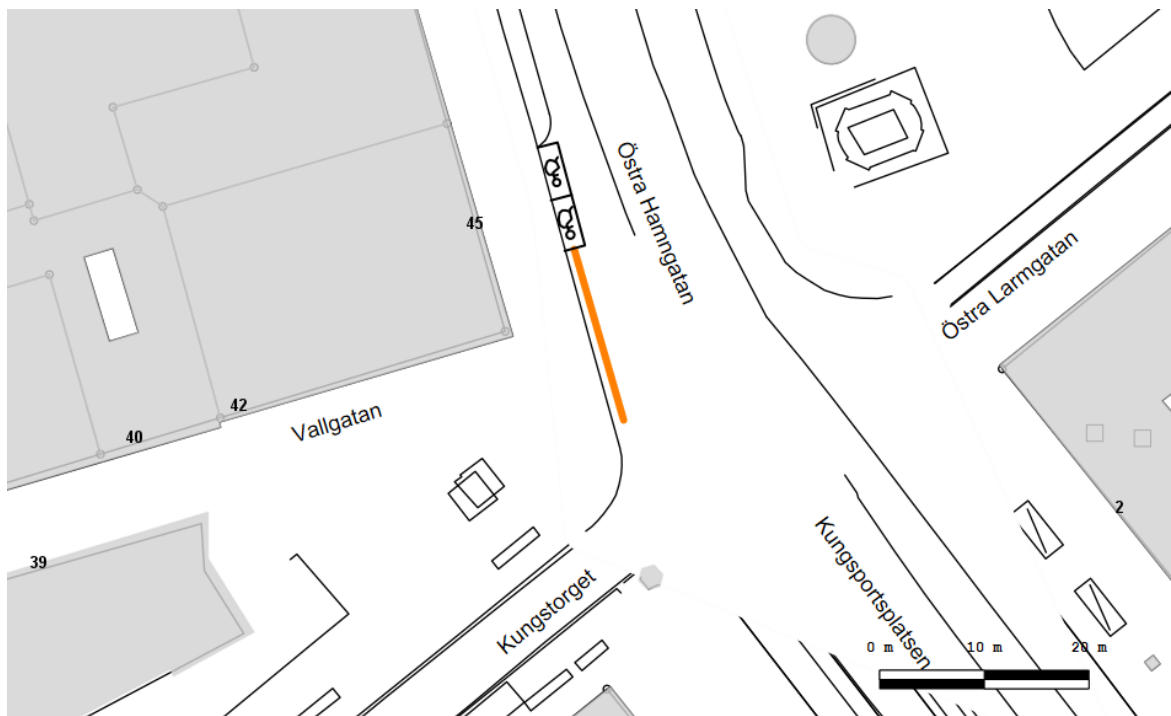 Östra Hamngatan
45
Östra Larmgatan
42
Vallgatan
40
2
39
Kungsportsplatsen
Kungstorget
0 m 10 m 20 m